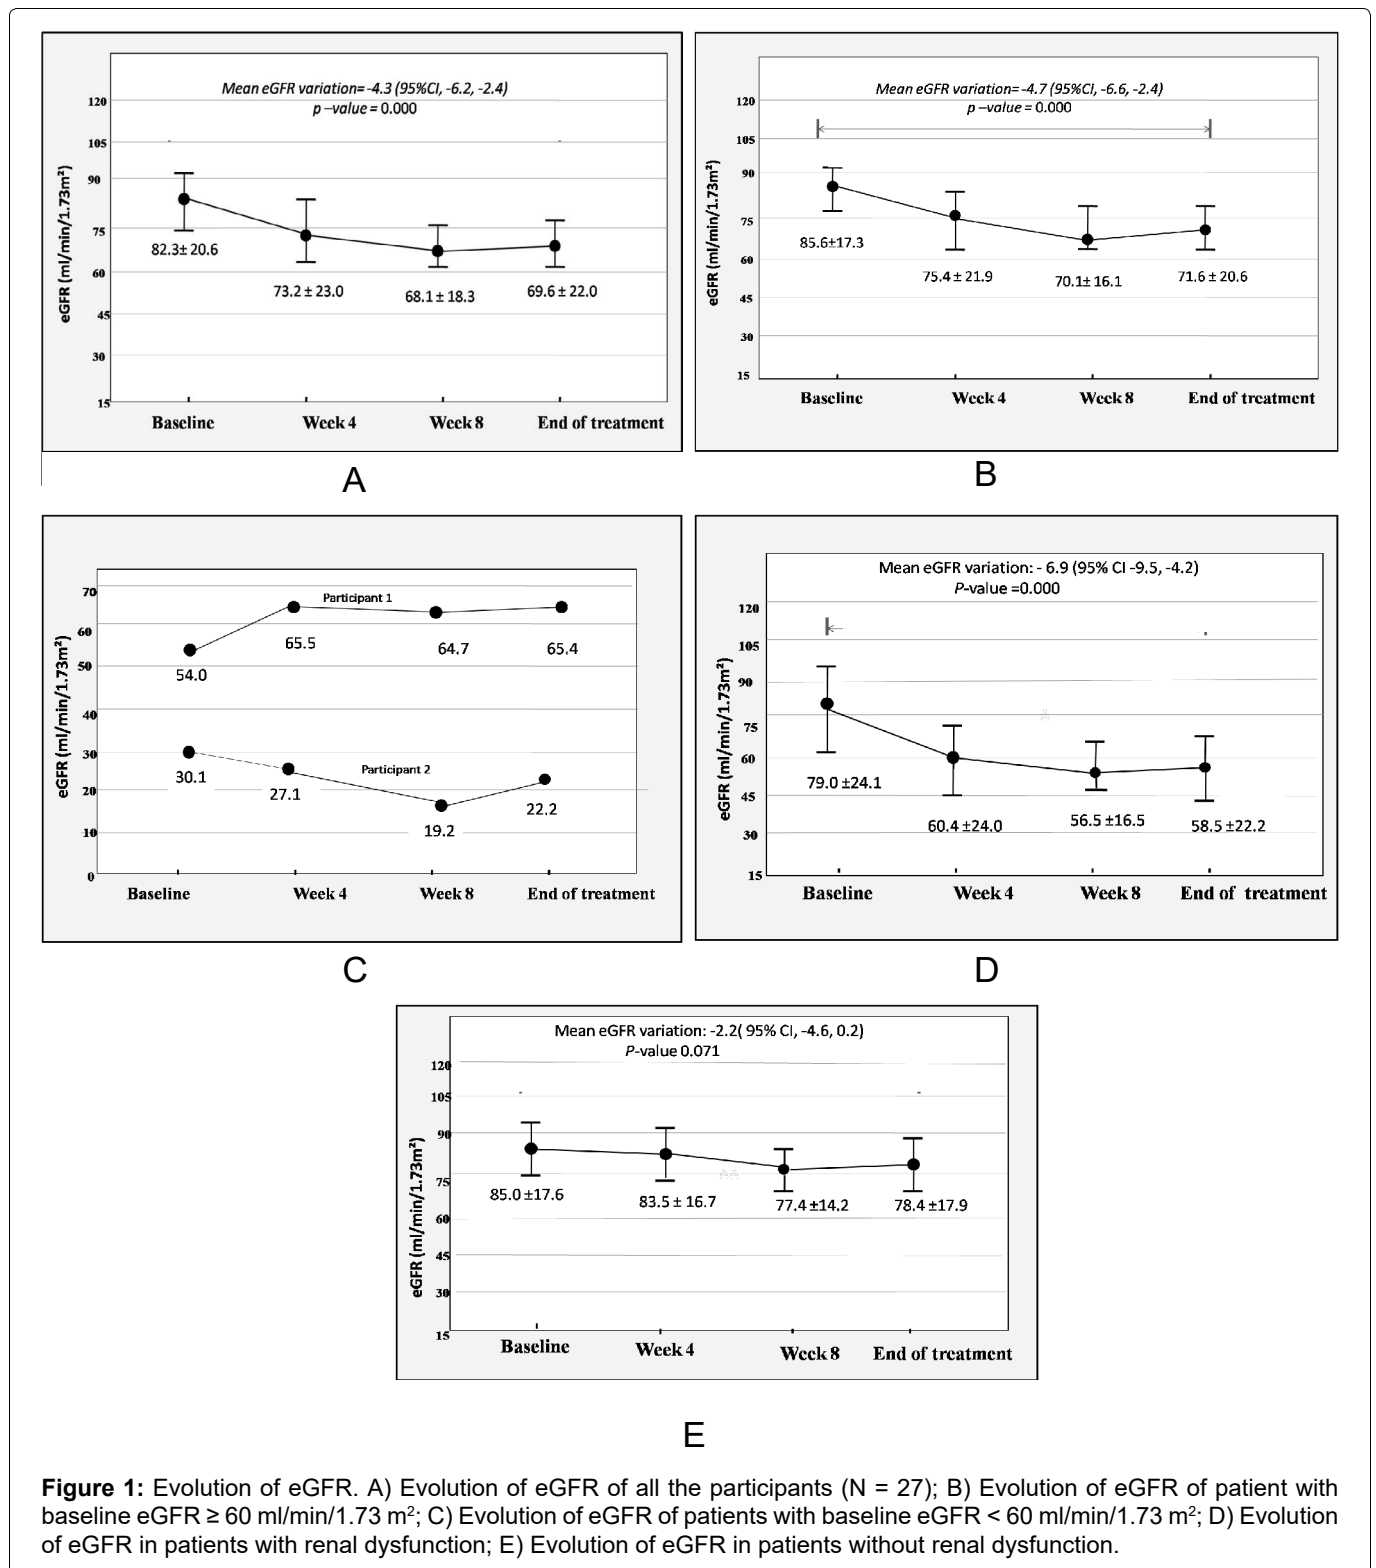 Mean eGFR variation= -4.3 (95%CI, -6.2, -2.4)
p –value = 0.000
120
105
90
75
60
45
30
15
eGFR (ml/min/1.73m²)
82.3± 20.6
73.2 ± 23.0
68.1 ± 18.3
69.6 ± 22.0
Baseline
Week 4
Week 8
End of treatment
A
Mean eGFR variation= -4.7 (95%CI, -6.6, -2.4)
p –value = 0.000
120
105
90
75
60
45
30
15
eGFR (ml/min/1.73m²)
85.6±17.3
75.4 ± 21.9
70.1± 16.1
71.6 ± 20.6
Baseline
Week 4
Week 8
End of treatment
B
70
60
50
40
30
20
10
0
eGFR (ml/min/1.73m²)
Participant 1
54.0
65.5
64.7
65.4
Participant 2
30.1
27.1
19.2
22.2
Baseline
Week 4
Week 8
End of treatment
C
Mean eGFR variation: - 6.9 (95% CI -9.5, -4.2)
P-value =0.000
120
105
90
75
60
45
30
15
eGFR (ml/min/1.73m²)
79.0 ±24.1
60.4 ±24.0
56.5 ±16.5
58.5 ±22.2
Baseline
Week 4
Week 8
End of treatment
D
Mean eGFR variation: -2.2( 95% CI, -4.6, 0.2)
P-value 0.071
120
105
90
75
60
45
30
15
eGFR (ml/min/1.73m²)
85.0 ±17.6
83.5 ± 16.7
77.4 ±14.2
78.4 ±17.9
Baseline
Week 4
Week 8
End of treatment
E
Figure 1: Evolution of eGFR. A) Evolution of eGFR of all the participants (N = 27); B) Evolution of eGFR of patient with
baseline eGFR ≥ 60 ml/min/1.73 m²; C) Evolution of eGFR of patients with baseline eGFR < 60 ml/min/1.73 m²; D) Evolution
of eGFR in patients with renal dysfunction; E) Evolution of eGFR in patients without renal dysfunction.